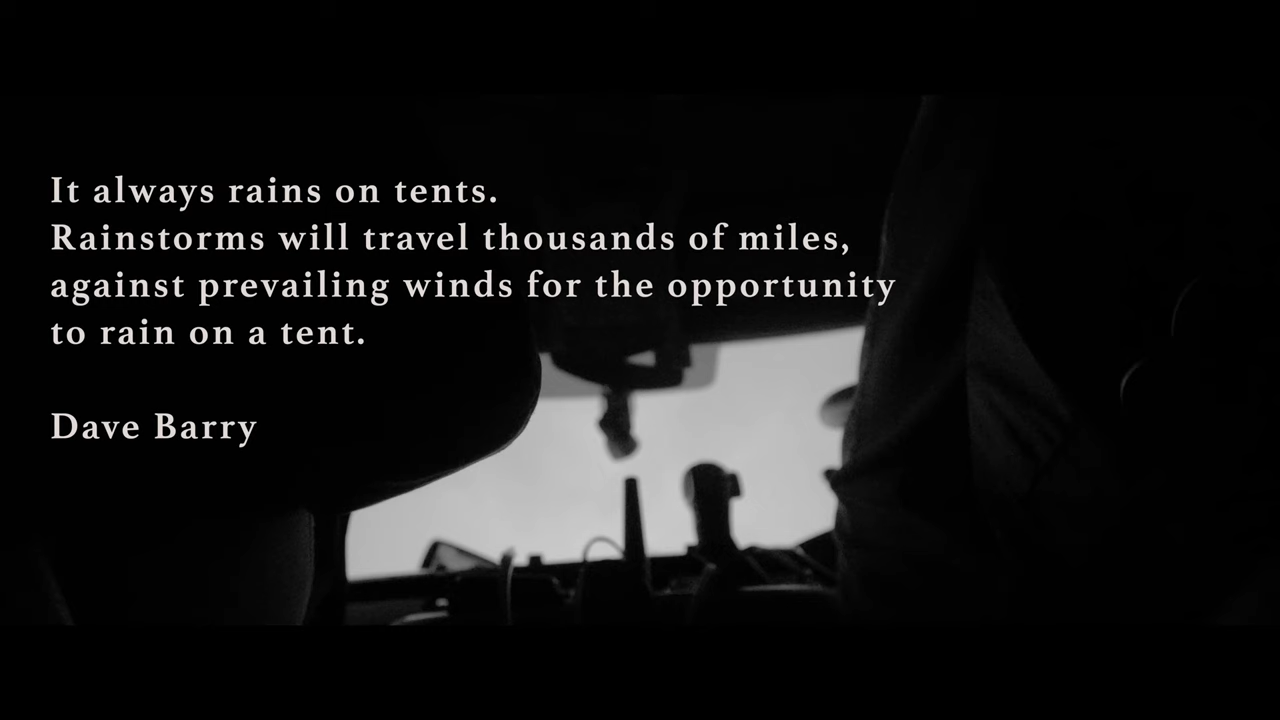 It always rains on tents.
Rainstorms will travel thousands of miles,
against prevailing winds for the opportunity
to rain on a tent.
Dave Barry